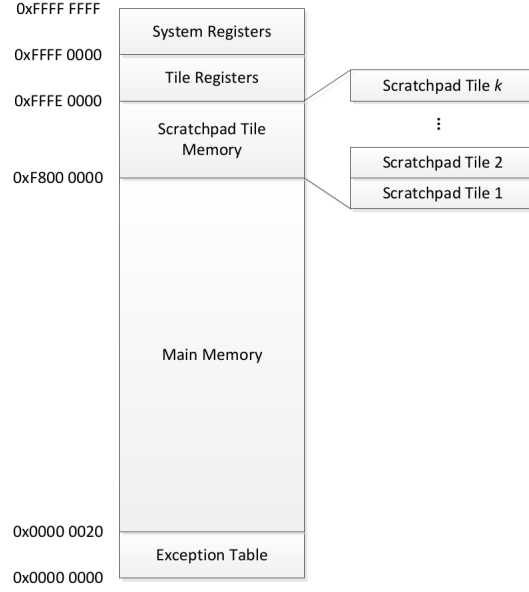 0xFFFF FFFF
System Registers
0xFFFF 0000
Tile Registers
Scratchpad Tile k
0xFFFE 0000
Scratchpad Tile
Memory
⋮
Scratchpad Tile 2
0xF800 0000
Scratchpad Tile 1
Main Memory
0x0000 0020
Exception Table
0x0000 0000